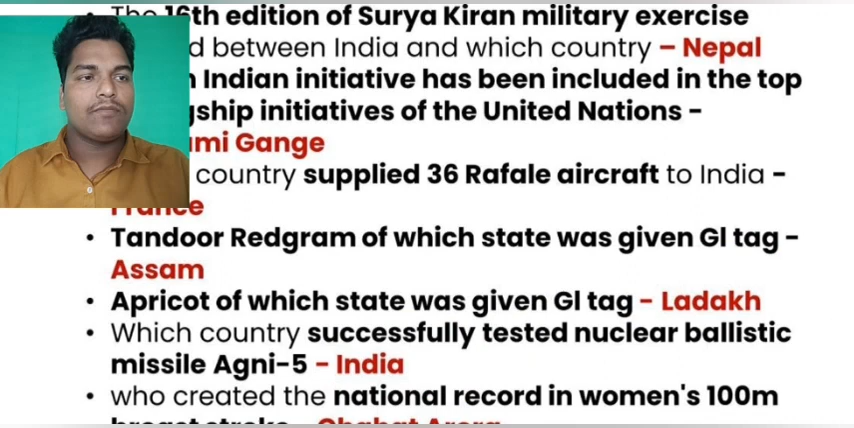 The 16th edition of Surya Kiran military exercise
d between India and which country – Nepal
n Indian initiative has been included in the top
gship initiatives of the United Nations -
mi Gange
country supplied 36 Rafale aircraft to India -
France
• Tandoor Redgram of which state was given GI tag -
Assam
• Apricot of which state was given GI tag - Ladakh
• Which country successfully tested nuclear ballistic
missile Agni-5 - India
• who created the national record in women's 100m